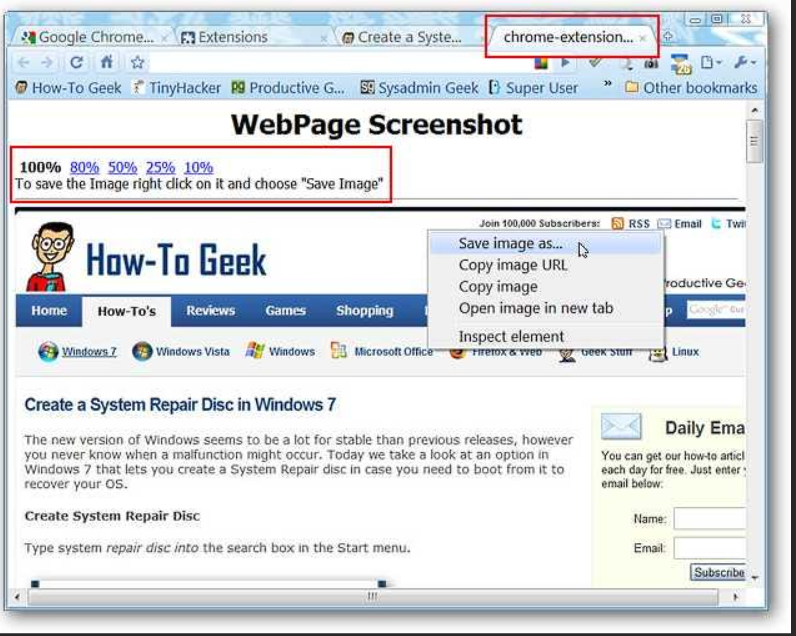 Google Chrome... Extensions Create a Syste... chrome-extension...
How-To Geek TinyHacker Productive G... Sysadmin Geek Super User » Other bookmarks
WebPage Screenshot
100% 80% 50% 25% 10%
To save the Image right click on it and choose "Save Image"
Join 100,000 Subscribers: RSS Email Twi
How-To Geek
Save image as...
Copy image URL
Copy image
Open image in new tab
Inspect element
roductive Ge
Home How-To's Reviews Games Shopping p Google
Windows 7 Windows Vista Windows Microsoft Office Firefox & Web Geek Stuff Linux
Create a System Repair Disc in Windows 7
The new version of Windows seems to be a lot for stable than previous releases, however
you never know when a malfunction might occur. Today we take a look at an option in
Windows 7 that lets you create a System Repair disc in case you need to boot from it to
recover your OS.
Create System Repair Disc
Type system repair disc into the search box in the Start menu.
Daily Ema
You can get our how-to articl
each day for free. Just enter
email below:
Name:
Email:
Subscribe